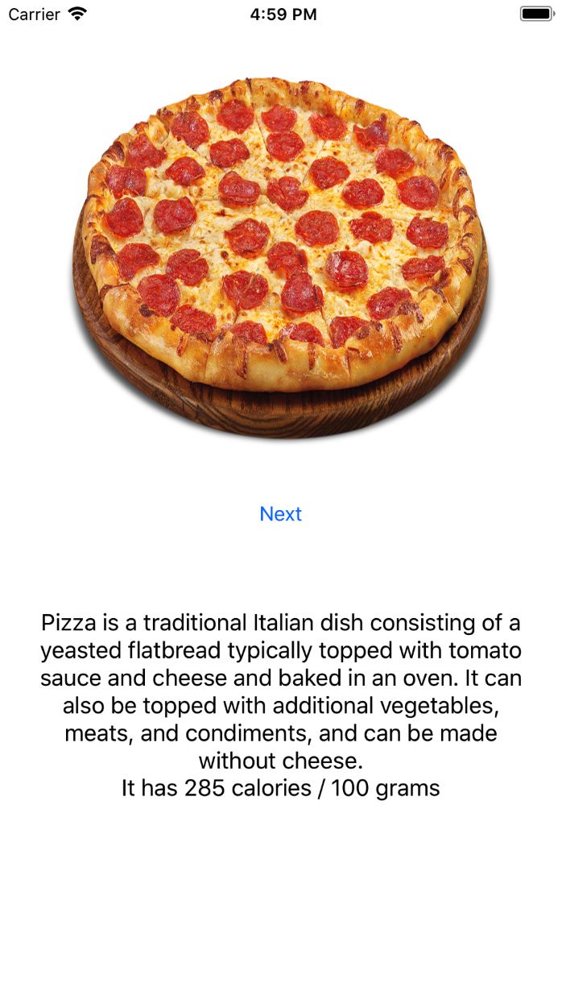 Carrier 4:59 PM
Next
Pizza is a traditional Italian dish consisting of a
yeasted flatbread typically topped with tomato
sauce and cheese and baked in an oven. It can
also be topped with additional vegetables,
meats, and condiments, and can be made
without cheese.
It has 285 calories / 100 grams